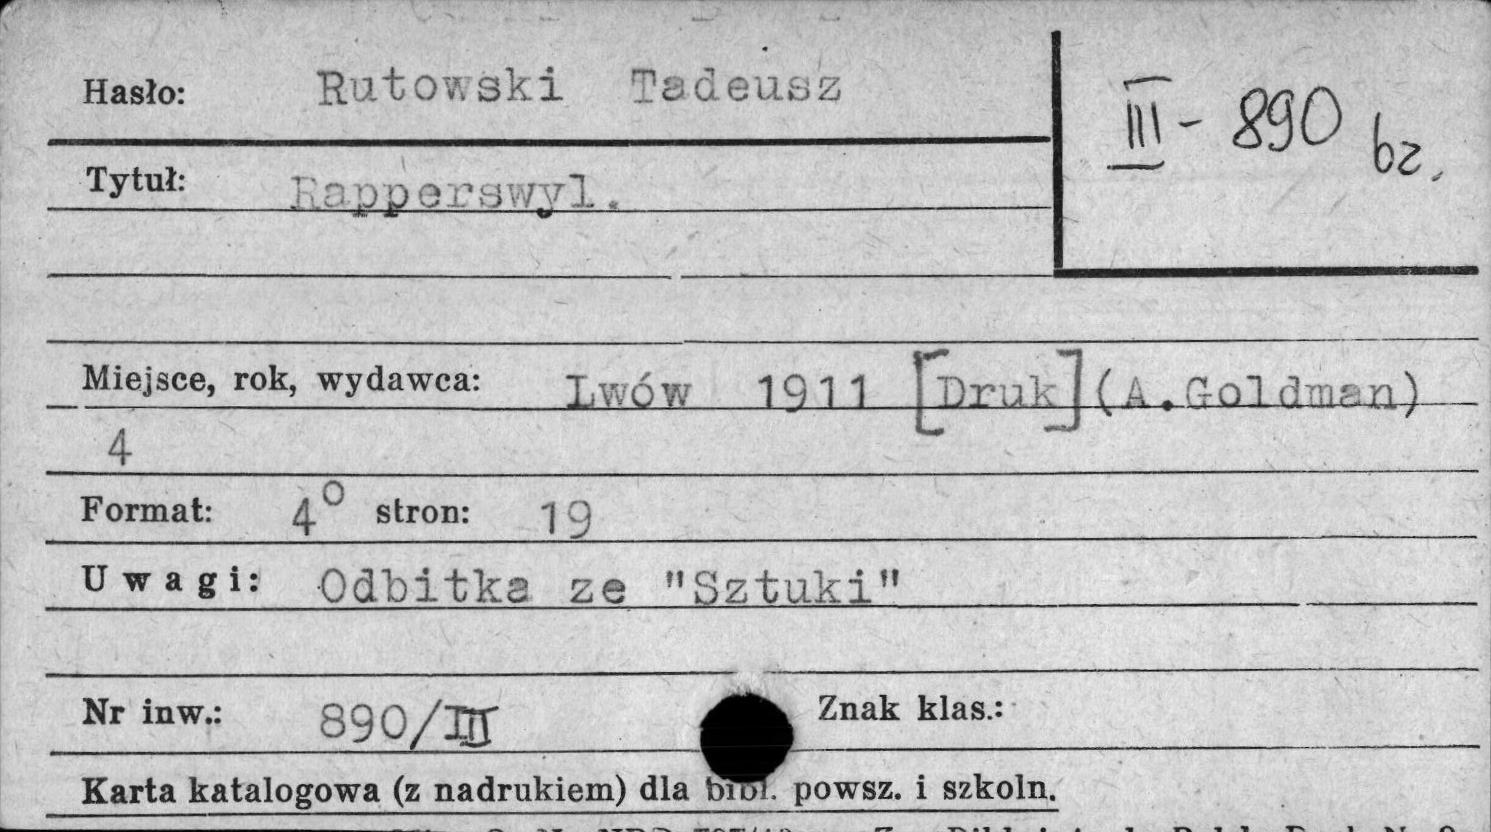 Hasło: Rutowski Tadeusz
III - 890 bz.
Tytuł: Rapperswyl.
Miejsce, rok, wydawca: Lwów 1911 [Druk] (A.Goldman)
4
Format: 4° stron: 19
Uwagi: Odbitka ze "Sztuki"
Nr inw.: 890/III Znak klas.:
Karta katalogowa (z nadrukiem) dla bibl. powsz. i szkoln.